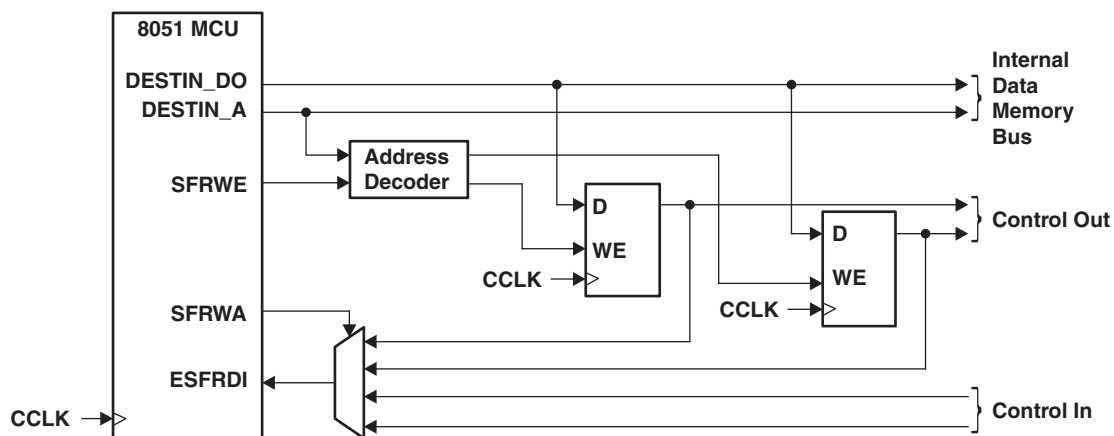 8051 MCU
DESTIN_DO
DESTIN_A
SFRWE
SFRWA
ESFRDI
CCLK
Address
Decoder
D
WE
CCLK
D
WE
CCLK
Internal
Data
Memory
Bus
Control Out
Control In